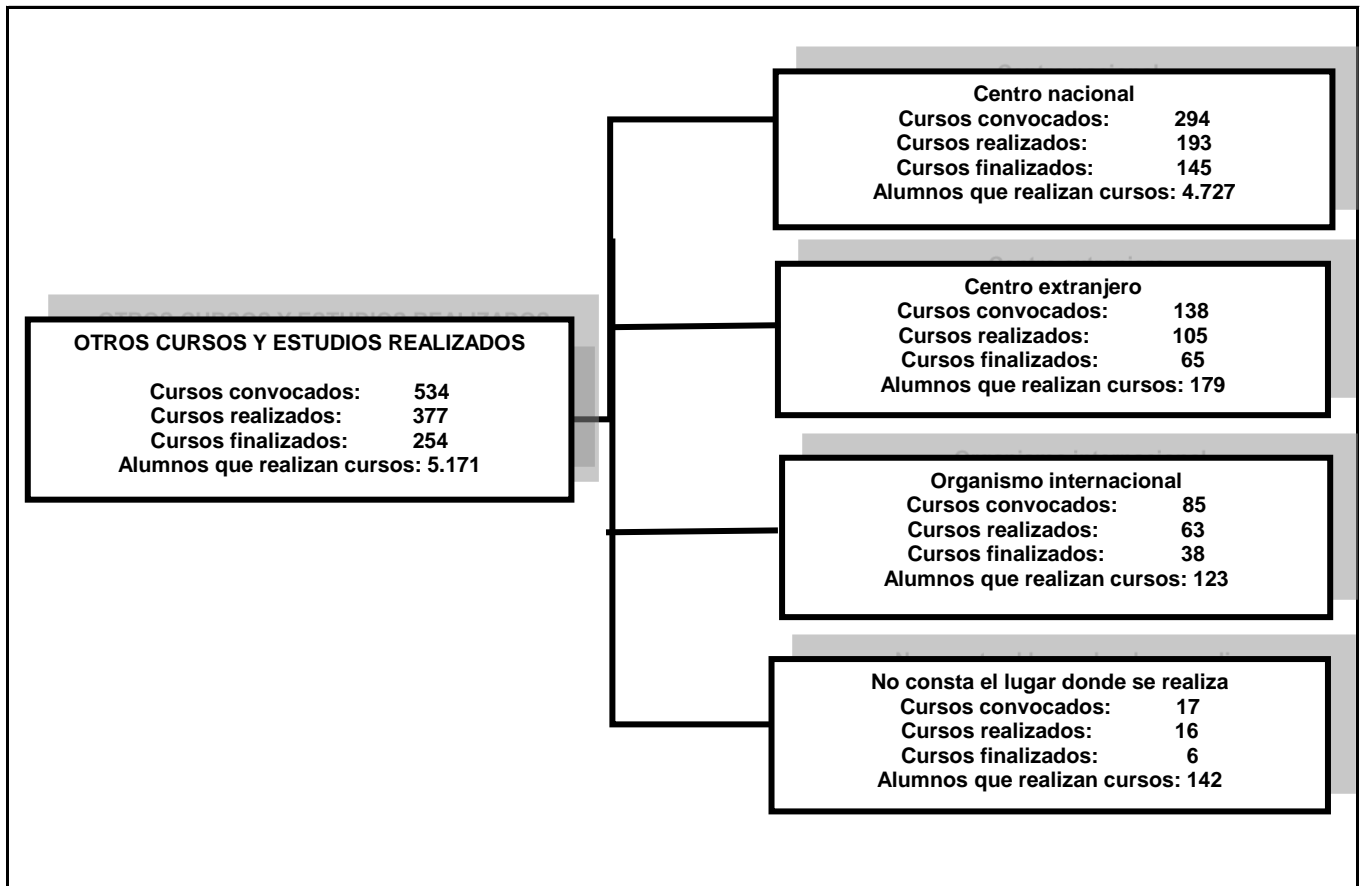 OTROS CURSOS Y ESTUDIOS REALIZADOS
Cursos convocados: 534
Cursos realizados: 377
Cursos finalizados: 254
Alumnos que realizan cursos: 5.171
Centro nacional
Cursos convocados: 294
Cursos realizados: 193
Cursos finalizados: 145
Alumnos que realizan cursos: 4.727
Centro extranjero
Cursos convocados: 138
Cursos realizados: 105
Cursos finalizados: 65
Alumnos que realizan cursos: 179
Organismo internacional
Cursos convocados: 85
Cursos realizados: 63
Cursos finalizados: 38
Alumnos que realizan cursos: 123
No consta el lugar donde se realiza
Cursos convocados: 17
Cursos realizados: 16
Cursos finalizados: 6
Alumnos que realizan cursos: 142